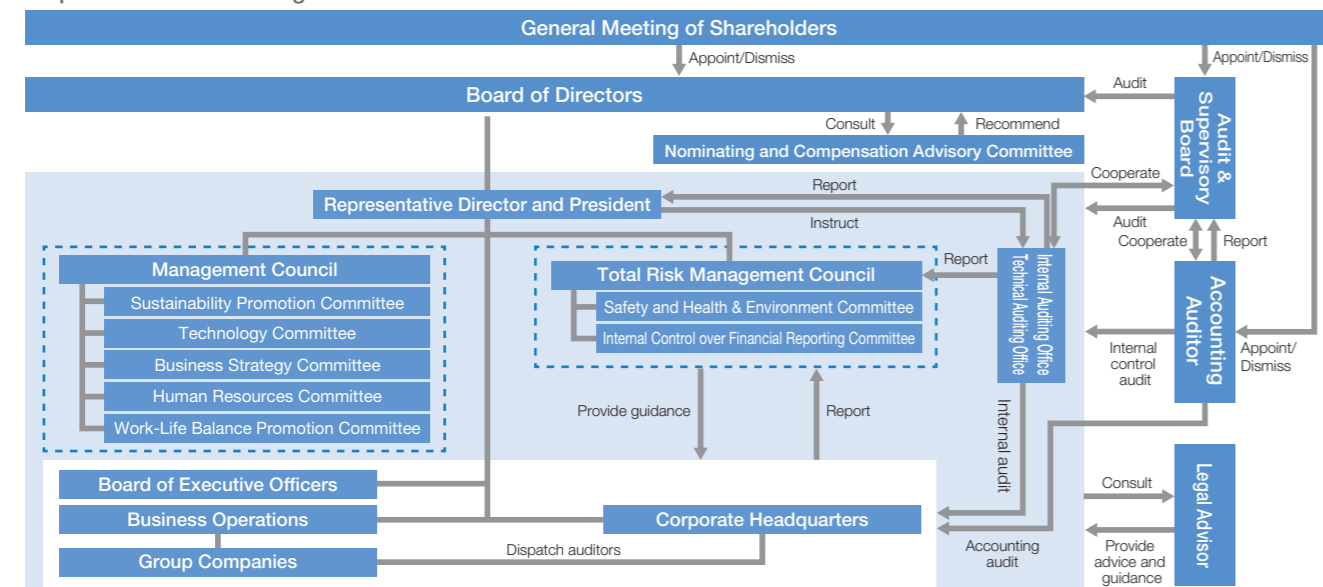 General Meeting of Shareholders
Appoint/Dismiss
Appoint/Dismiss
Board of Directors
Audit
Audit &
Supervisory
Board
Consult
Recommend
Nominating and Compensation Advisory Committee
Cooperate
Report
Representative Director and President
Instruct
Audit
Cooperate
Report
Management Council
Sustainability Promotion Committee
Technology Committee
Business Strategy Committee
Human Resources Committee
Work-Life Balance Promotion Committee
Total Risk Management Council
Safety and Health & Environment Committee
Internal Control over Financial Reporting Committee
Report
Internal Auditing Office
Technical Auditing Office
Accounting
Auditor
Internal
control
audit
Appoint/
Dismiss
Provide guidance
Report
Internal audit
Board of Executive Officers
Business Operations
Corporate Headquarters
Group Companies
Dispatch auditors
Accounting
audit
Consult
Legal Advisor
Provide
advice and
guidance